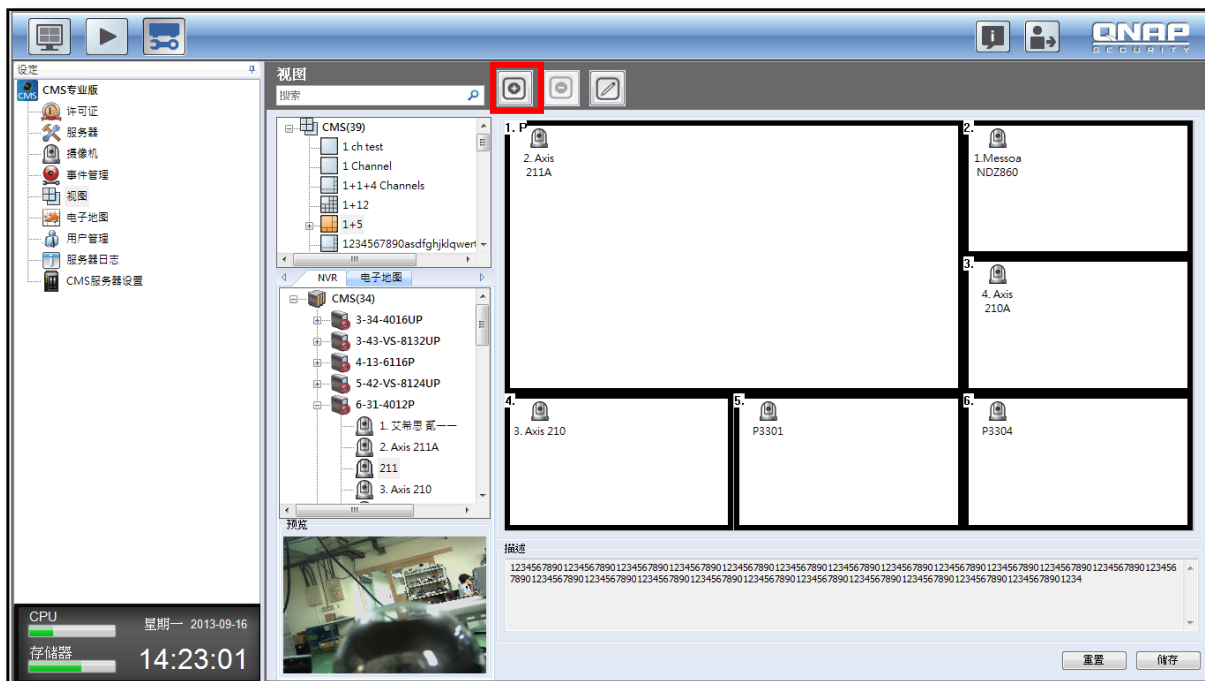 QNAP
SECURITY
设定
CMS专业版
许可证
服务器
摄像机
事件管理
视图
电子地图
用户管理
服务器日志
CMS服务器设置
CPU
星期一 2013-09-16
存储器
14:23:01
视图
搜索
CMS(39)
1 ch test
1 Channel
1+1+4 Channels
1+12
1+5
1234567890asdfghjklqwert
NVR 电子地图
CMS(34)
3-34-4016UP
3-43-VS-8132UP
4-13-6116P
5-42-VS-8124UP
6-31-4012P
1. 艾希思 贰一一
2. Axis 211A
211
3. Axis 210
预览
1. P
2. Axis
211A
2.
1.Messoa
NDZ860
3.
4. Axis
210A
4.
3. Axis 210
5.
P3301
6.
P3304
描述
1234567890123456789012345678901234567890123456789012345678901234567890123456789012345678901234567890123456
7890123456789012345678901234567890123456789012345678901234567890123456789012345678901234
重置
储存